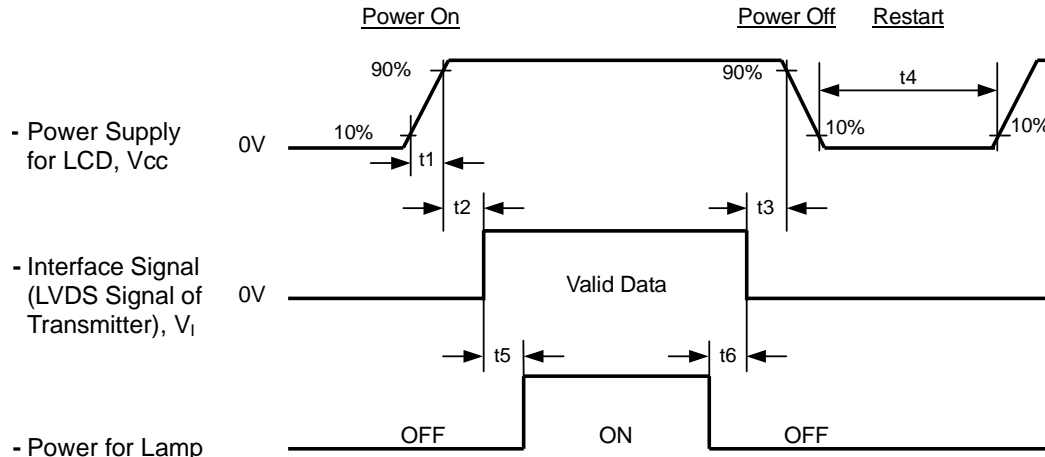 Power On
Power Off
Restart
90%
90%
t4
10%
10%
10%
- Power Supply
for LCD, Vcc
0V
t1
t2
t3
- Interface Signal
(LVDS Signal of
Transmitter), VI
0V
Valid Data
t5
t6
- Power for Lamp
OFF
ON
OFF